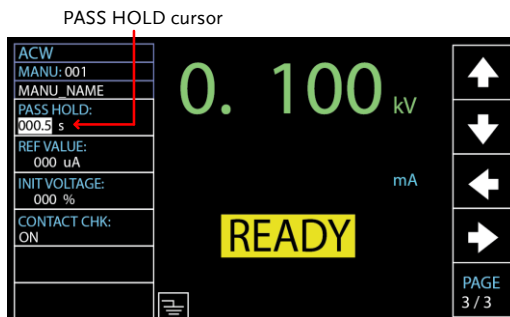 PASS HOLD cursor
ACW
MANU: 001
MANU_NAME
PASS HOLD:
000.5 s
REF VALUE:
000 uA
INIT VOLTAGE:
000 %
CONTACT CHK:
ON
0. 100 kV
mA
READY
PAGE
3 / 3